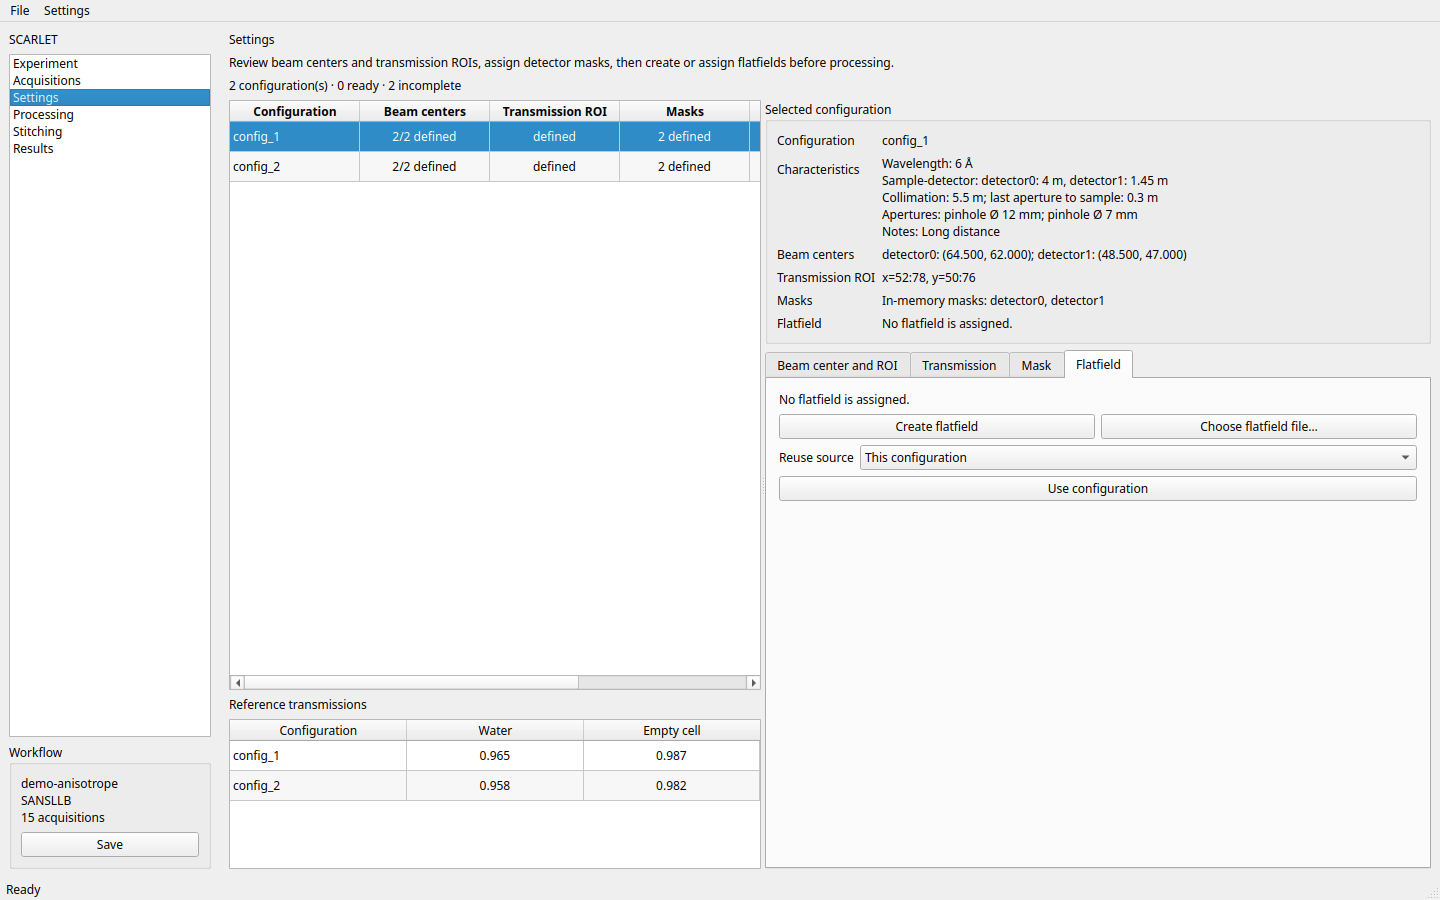 File Settings
SCARLET
Experiment
Acquisitions
Settings
Processing
Stitching
Results
Workflow
demo-anisotrope
SANSLLB
15 acquisitions
Save
Settings
Review beam centers and transmission ROIs, assign detector masks, then create or assign flatfields before processing.
2 configuration(s) · 0 ready · 2 incomplete
Configuration Beam centers Transmission ROI Masks
config_1 2/2 defined defined 2 defined
config_2 2/2 defined defined 2 defined
Reference transmissions
Configuration Water Empty cell
config_1 0.965 0.987
config_2 0.958 0.982
Selected configuration
Configuration config_1
Characteristics Wavelength: 6 Å
Sample-detector: detector0: 4 m, detector1: 1.45 m
Collimation: 5.5 m; last aperture to sample: 0.3 m
Apertures: pinhole Ø 12 mm; pinhole Ø 7 mm
Notes: Long distance
Beam centers detector0: (64.500, 62.000); detector1: (48.500, 47.000)
Transmission ROI x=52:78, y=50:76
Masks In-memory masks: detector0, detector1
Flatfield No flatfield is assigned.
Beam center and ROI Transmission Mask Flatfield
No flatfield is assigned.
Create flatfield Choose flatfield file...
Reuse source This configuration
Use configuration
Ready